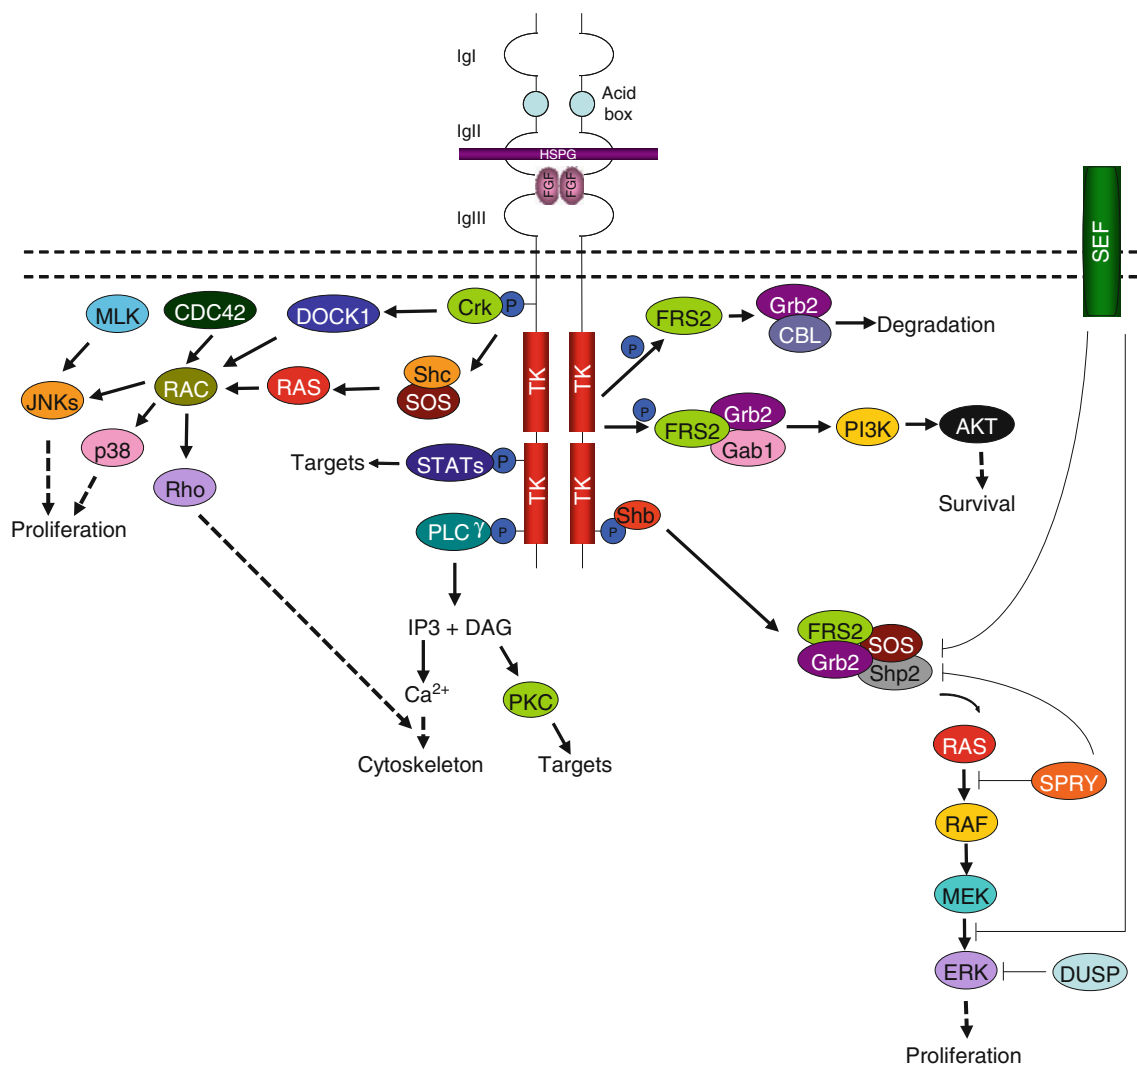 IgI
Acid
box
IgII
HSPG
FGF
FGF
IgIII
SEF
MLK
CDC42
DOCK1
Crk
P
FRS2
Grb2
CBL
Degradation
P
TK
TK
Shc
SOS
RAS
RAC
JNKs
P
FRS2
Grb2
Gab1
PI3K
AKT
p38
Rho
Targets
STATs
P
TK
TK
Survival
Proliferation
PLC γ
P
P
Shb
IP3 + DAG
FRS2
SOS
Grb2
Shp2
Ca2+
PKC
Cytoskeleton
Targets
RAS
SPRY
RAF
MEK
ERK
DUSP
Proliferation